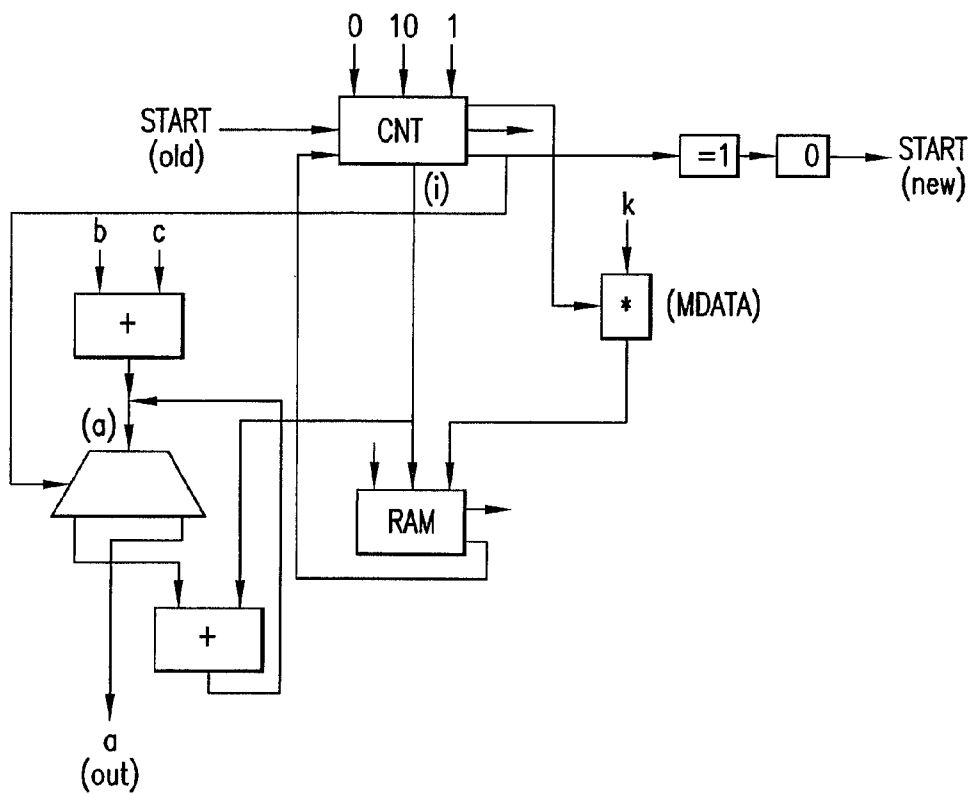 0 10 1
START
(old)
CNT
=1
0
START
(new)
(i)
b c
k
+
*
(MDATA)
(a)
RAM
+
a
(out)